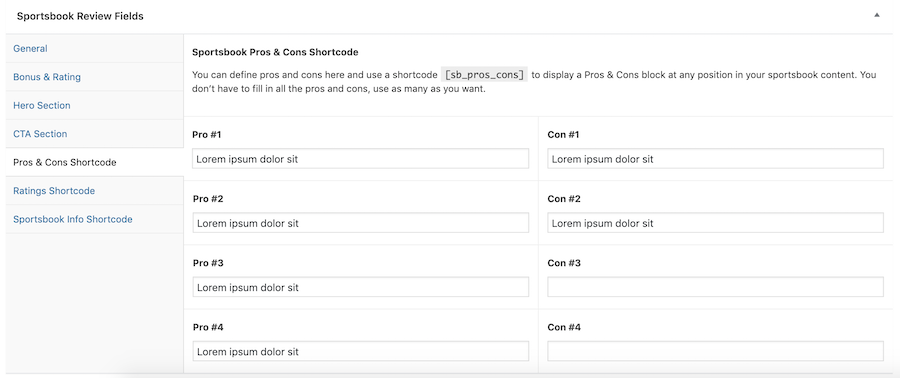 Sportsbook Review Fields
General
Bonus & Rating
Hero Section
CTA Section
Pros & Cons Shortcode
Ratings Shortcode
Sportsbook Info Shortcode
Sportsbook Pros & Cons Shortcode
You can define pros and cons here and use a shortcode [sb_pros_cons] to display a Pros & Cons block at any position in your sportsbook content. You
don’t have to fill in all the pros and cons, use as many as you want.
Pro #1
Lorem ipsum dolor sit
Con #1
Lorem ipsum dolor sit
Pro #2
Lorem ipsum dolor sit
Con #2
Lorem ipsum dolor sit
Pro #3
Lorem ipsum dolor sit
Con #3
Pro #4
Lorem ipsum dolor sit
Con #4